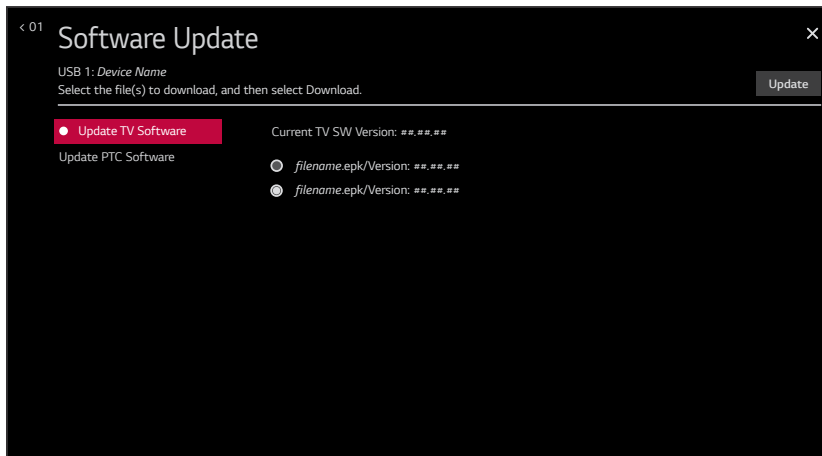 < 01
Software Update
USB 1: Device Name
Select the file(s) to download, and then select Download.
Update
Update TV Software
Current TV SW Version: ##.##.##
Update PTC Software
filename.epk/Version: ##.##.##
filename.epk/Version: ##.##.##